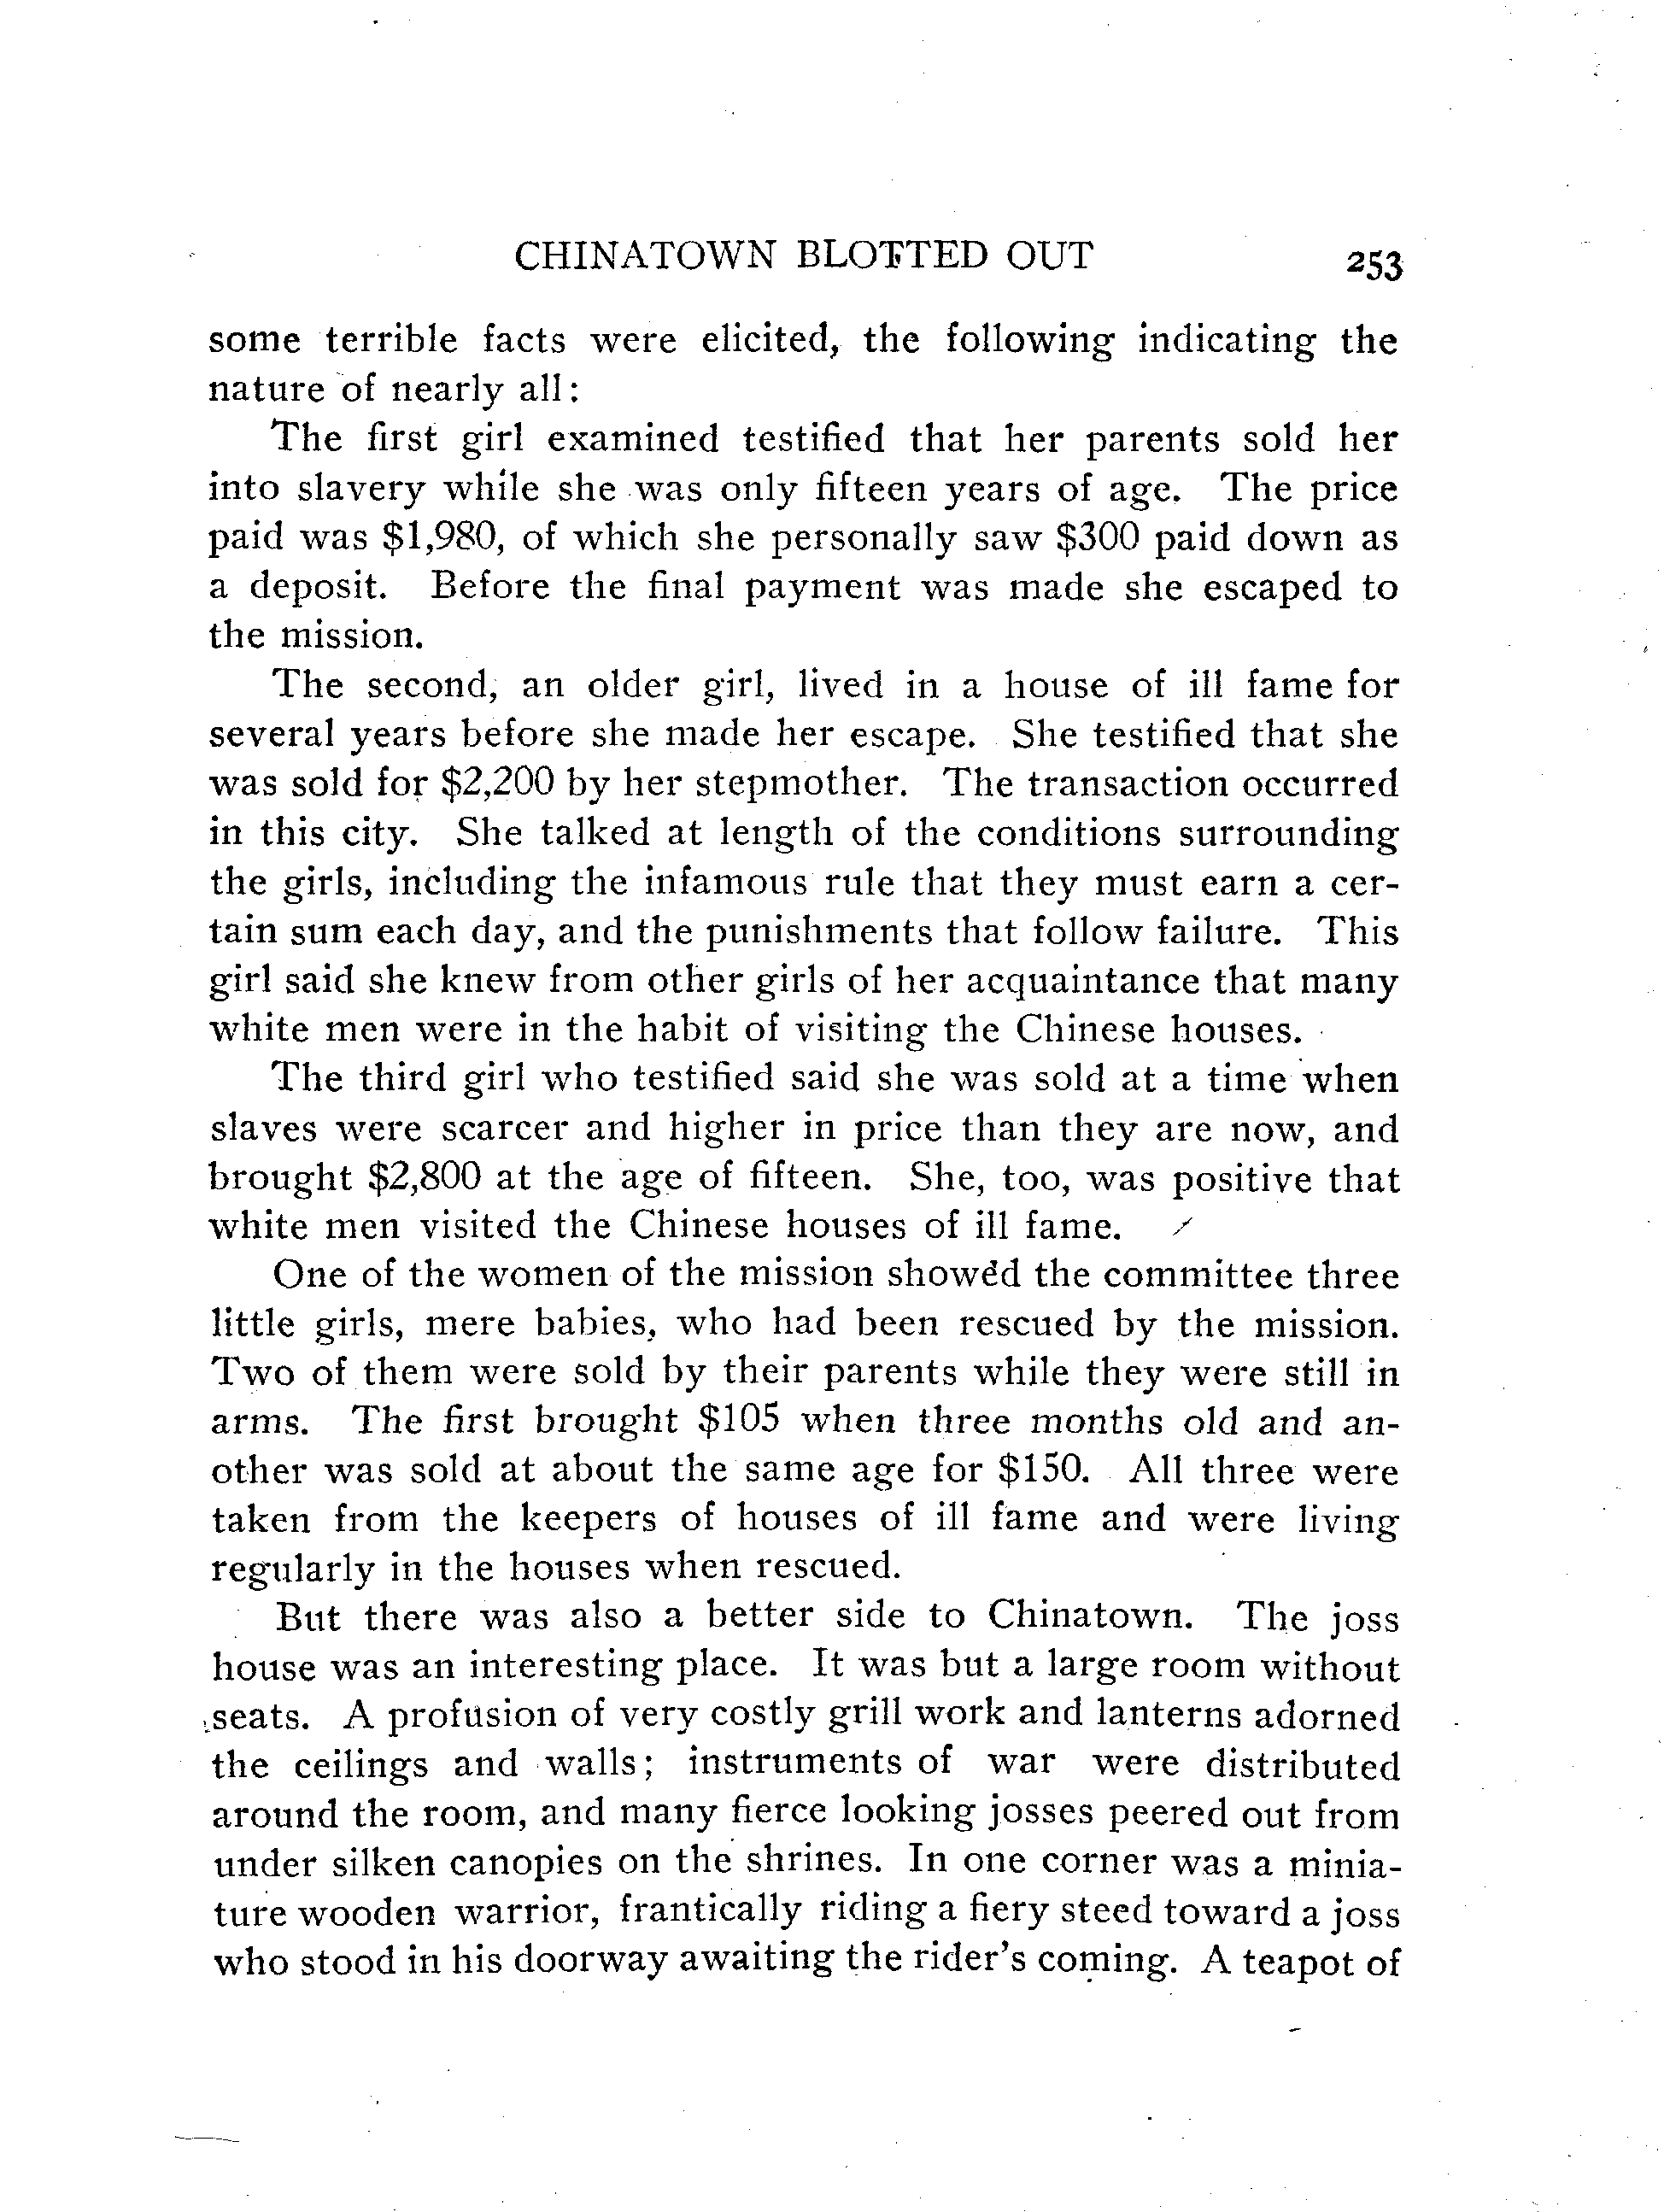 CHINATOWN BLOTTED OUT 253
some terrible facts were elicited, the following indicating the
nature of nearly all:
The first girl examined testified that her parents sold her
into slavery while she was only fifteen years of age. The price
paid was $1,980, of which she personally saw $300 paid down as
a deposit. Before the final payment was made she escaped to
the mission.
The second, an older girl, lived in a house of ill fame for
several years before she made her escape. She testified that she
was sold for $2,200 by her stepmother. The transaction occurred
in this city. She talked at length of the conditions surrounding
the girls, including the infamous rule that they must earn a cer-
tain sum each day, and the punishments that follow failure. This
girl said she knew from other girls of her acquaintance that many
white men were in the habit of visiting the Chinese houses.
The third girl who testified said she was sold at a time when
slaves were scarcer and higher in price than they are now, and
brought $2,800 at the age of fifteen. She, too, was positive that
white men visited the Chinese houses of ill fame.
One of the women of the mission showed the committee three
little girls, mere babies, who had been rescued by the mission.
Two of them were sold by their parents while they were still in
arms. The first brought $105 when three months old and an-
other was sold at about the same age for $150. All three were
taken from the keepers of houses of ill fame and were living
regularly in the houses when rescued.
But there was also a better side to Chinatown. The joss
house was an interesting place. It was but a large room without
seats. A profusion of very costly grill work and lanterns adorned
the ceilings and walls; instruments of war were distributed
around the room, and many fierce looking josses peered out from
under silken canopies on the shrines. In one corner was a minia-
ture wooden warrior, frantically riding a fiery steed toward a joss
who stood in his doorway awaiting the rider's coming. A teapot of